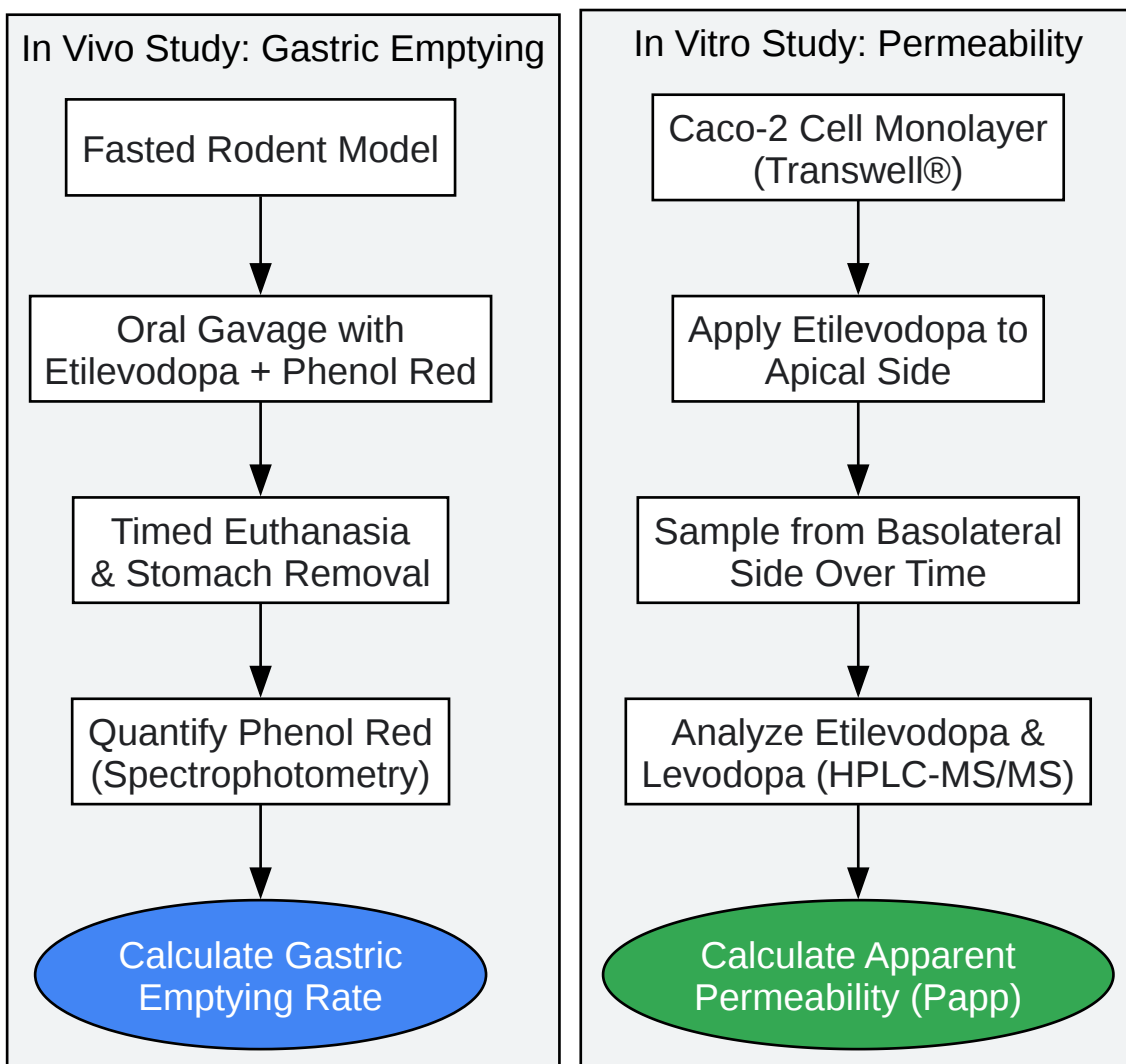 In Vivo Study: Gastric Emptying
Fasted Rodent Model
Oral Gavage with
Etilevodopa + Phenol Red
Timed Euthanasia
& Stomach Removal
Quantify Phenol Red
(Spectrophotometry)
Calculate Gastric
Emptying Rate
In Vitro Study: Permeability
Caco-2 Cell Monolayer
(Transwell®)
Apply Etilevodopa to
Apical Side
Sample from Basolateral
Side Over Time
Analyze Etilevodopa &
Levodopa (HPLC-MS/MS)
Calculate Apparent
Permeability (Papp)